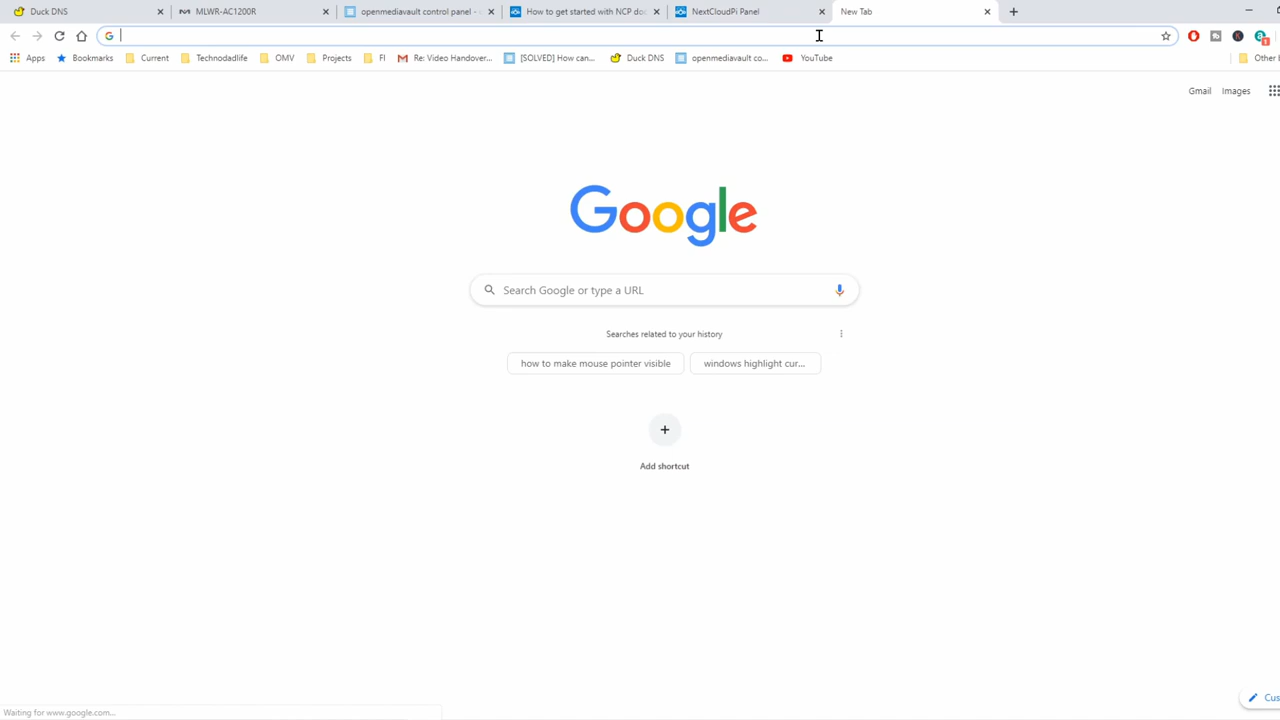 Duck DNS
MLWR-AC1200R
openmediavault control panel -
How to get started with NCP do
NextCloudPi Panel
New Tab
Apps
Bookmarks
Current
Technodadlife
OMV
Projects
FI
Re: Video Handover...
[SOLVED] How can...
Duck DNS
openmediavault co...
YouTube
Other
Gmail
Images
Google
Search Google or type a URL
Searches related to your history
how to make mouse pointer visible
windows highlight cur...
Add shortcut
Waiting for www.google.com...
Cus